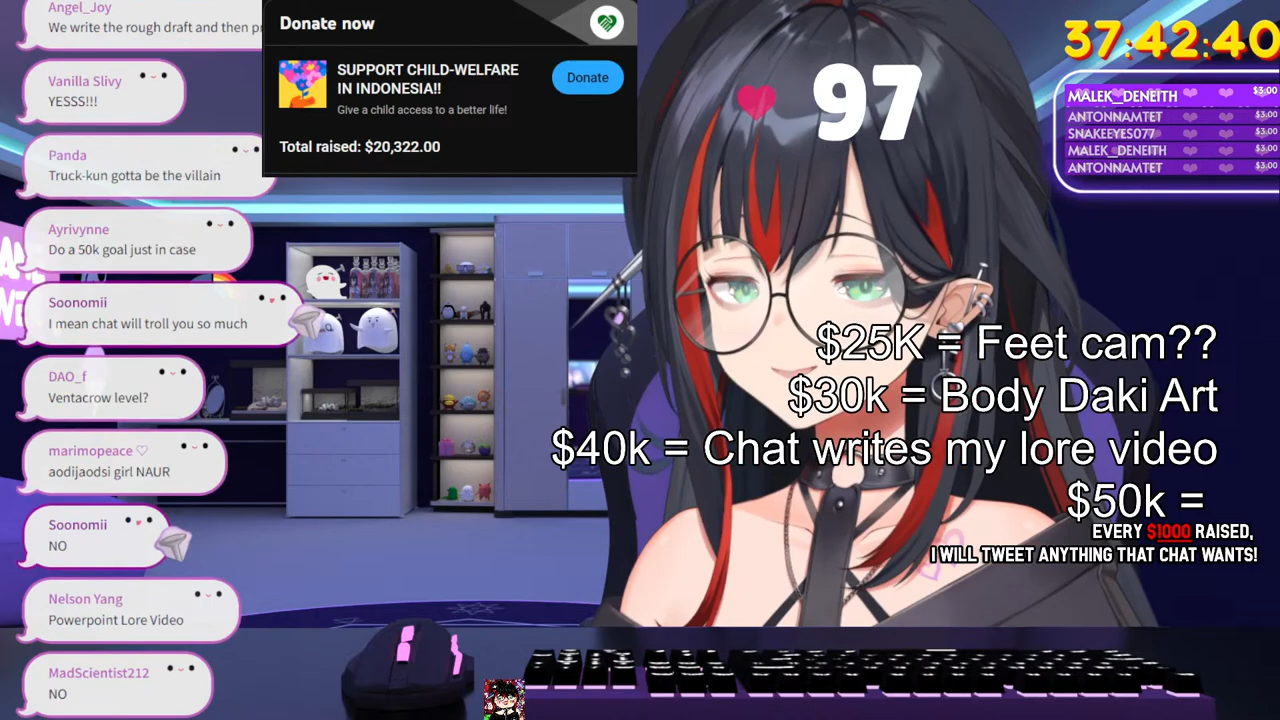 Angel_Joy
We write the rough draft and then p
Vanilla Slivy
YESSS!!!
Panda
Truck-kun gotta be the villain
Ayrivynne
Do a 50k goal just in case
Soonomii
I mean chat will troll you so much
DAO_f
Ventacrow level?
marimopeace ♡
aodijaodsi girl NAUR
Soonomii
NO
Nelson Yang
Powerpoint Lore Video
MadScientist212
NO
Donate now
SUPPORT CHILD-WELFARE
IN INDONESIA!!
Give a child access to a better life!
Donate
Total raised: $20,322.00
97
37:42:40
MALEK_DENEITH $3.00
ANTONNAMTET $3.00
SNAKEEYES077 $3.00
MALEK_DENEITH $3.00
ANTONNAMTET $3.00
$25K = Feet cam??
$30k = Body Daki Art
$40k = Chat writes my lore video
$50k =
EVERY $1000 RAISED,
I WILL TWEET ANYTHING THAT CHAT WANTS!